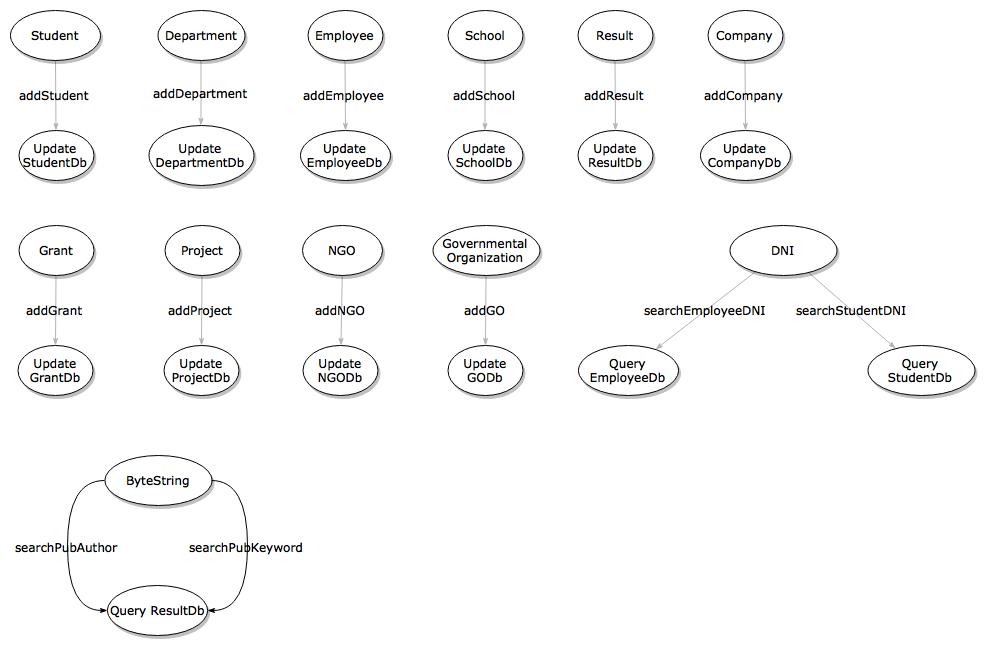 Student
Department
Employee
School
Result
Company
addStudent
addDepartment
addEmployee
addSchool
addResult
addCompany
Update
StudentDb
Update
DepartmentDb
Update
EmployeeDb
Update
SchoolDb
Update
ResultDb
Update
CompanyDb
Grant
Project
NGO
Governmental
Organization
DNI
addGrant
addProject
addNGO
addGO
searchEmployeeDNI
searchStudentDNI
Update
GrantDb
Update
ProjectDb
Update
NGODb
Update
GODb
Query
EmployeeDb
Query
StudentDb
ByteString
searchPubAuthor
searchPubKeyword
Query ResultDb